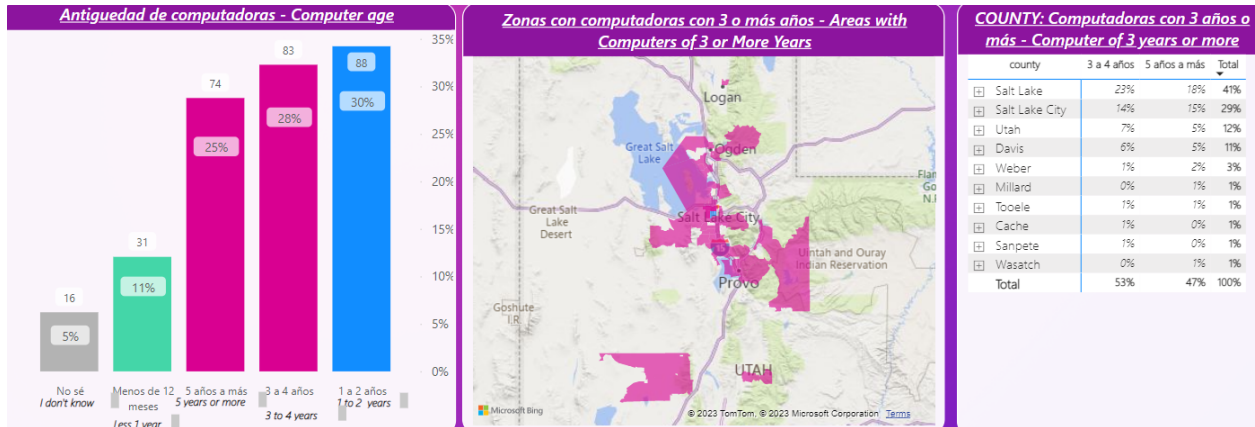 Antiguedad de computadoras - Computer age
35%
30%
25%
20%
15%
10%
5%
0%
16
5%
31
11%
74
25%
83
28%
88
30%
No sé
I don't know
Menos de 12
meses
Less 1 year
5 años a más
5 years or more
3 a 4 años
3 to 4 years
1 a 2 años
1 to 2 years
Zonas con computadoras con 3 o más años - Areas with
Computers of 3 or More Years
Logan
Great Salt
Lake
Ogden
Great Salt
Lake
Desert
Salt Lake City
15
Uintah and Ouray
Indian Reservation
Provo
Goshute
I.R.
UTAH
Flam
Go
N.R
Microsoft Bing
© 2023 TomTom, © 2023 Microsoft Corporation Terms
COUNTY: Computadoras con 3 años o
más - Computer of 3 years or more
county 3 a 4 años 5 años a más Total
Salt Lake 23% 18% 41%
Salt Lake City 14% 15% 29%
Utah 7% 5% 12%
Davis 6% 5% 11%
Weber 1% 2% 3%
Millard 0% 1% 1%
Tooele 1% 1% 1%
Cache 1% 0% 1%
Sanpete 1% 0% 1%
Wasatch 0% 1% 1%
Total 53% 47% 100%